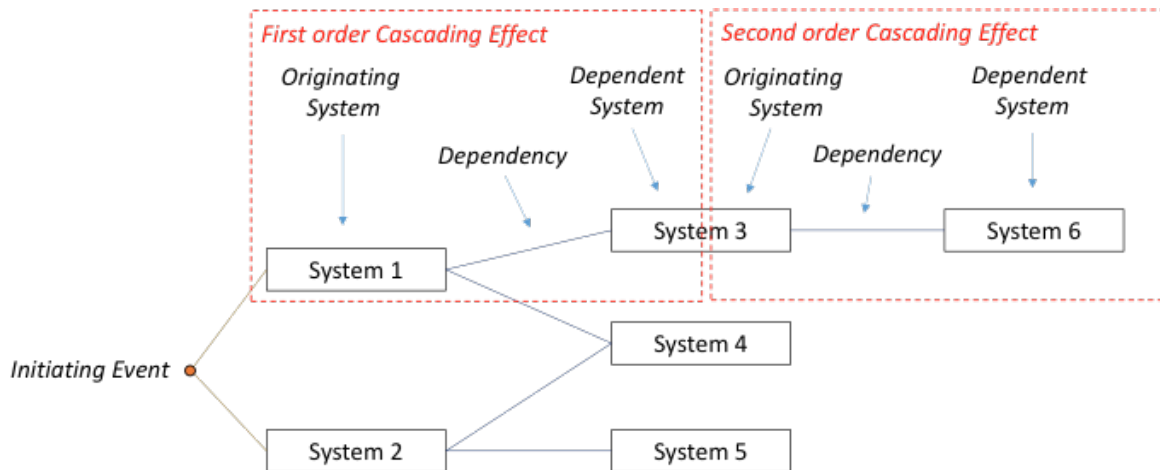 First order Cascading Effect
Second order Cascading Effect
Originating
System
Dependent
System
Originating
System
Dependent
System
Dependency
Dependency
System 3
System 6
System 1
System 4
Initiating Event
System 2
System 5